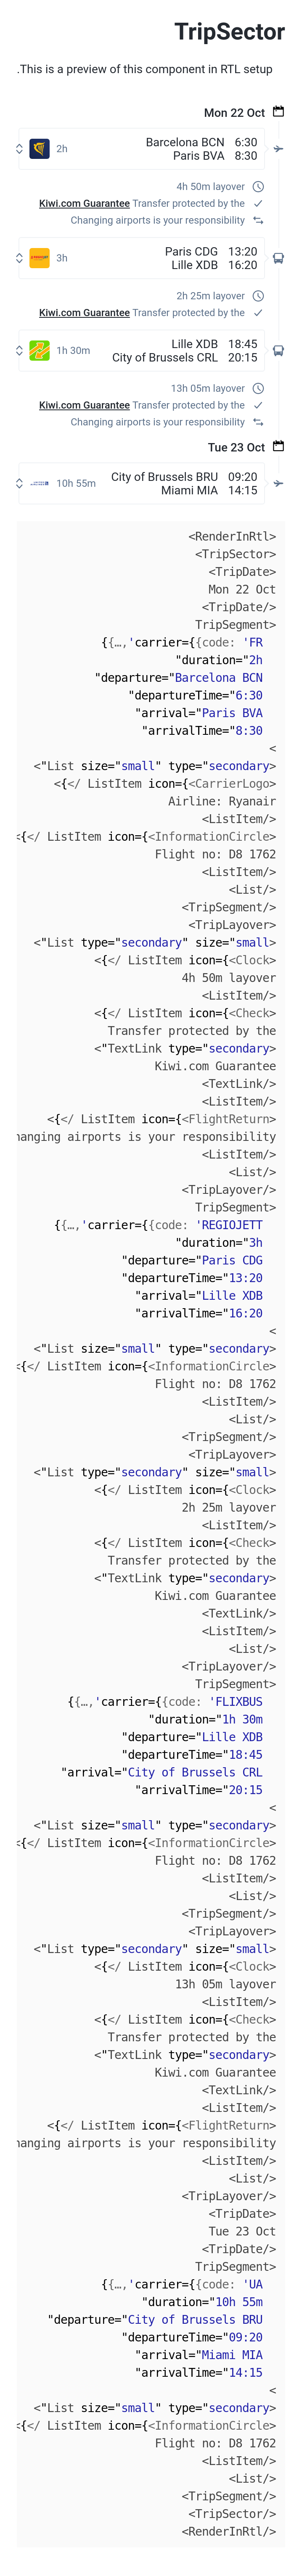 TripSector
.This is a preview of this component in RTL setup
Mon 22 Oct
2h Barcelona BCN 6:30
Paris BVA 8:30
4h 50m layover
Kiwi.com Guarantee Transfer protected by the
Changing airports is your responsibility
3h Paris CDG 13:20
Lille XDB 16:20
2h 25m layover
Kiwi.com Guarantee Transfer protected by the
1h 30m Lille XDB 18:45
City of Brussels CRL 20:15
13h 05m layover
Kiwi.com Guarantee Transfer protected by the
Changing airports is your responsibility
Tue 23 Oct
10h 55m City of Brussels BRU 09:20
Miami MIA 14:15
<RenderInRtl>
<TripSector>
<TripDate>
Mon 22 Oct
<TripDate/>
TripSegment>
{{…,'carrier={{code: 'FR
"duration="2h
"departure="Barcelona BCN
"departureTime="6:30
"arrival="Paris BVA
"arrivalTime="8:30
<
<"List size="small" type="secondary>
<{</ ListItem icon={<CarrierLogo>
Airline: Ryanair
<ListItem/>
<{</ ListItem icon={<InformationCircle>
Flight no: D8 1762
<ListItem/>
<List/>
<TripSegment/>
<TripLayover>
<"List type="secondary" size="small>
<{</ ListItem icon={<Clock>
4h 50m layover
<ListItem/>
<{</ ListItem icon={<Check>
Transfer protected by the
<"TextLink type="secondary>
Kiwi.com Guarantee
<TextLink/>
<ListItem/>
<{</ ListItem icon={<FlightReturn>
hanging airports is your responsibility
<ListItem/>
<List/>
<TripLayover/>
TripSegment>
{{…,'carrier={{code: 'REGIOJETT
"duration="3h
"departure="Paris CDG
"departureTime="13:20
"arrival="Lille XDB
"arrivalTime="16:20
<
<"List size="small" type="secondary>
<{</ ListItem icon={<InformationCircle>
Flight no: D8 1762
<ListItem/>
<List/>
<TripSegment/>
<TripLayover>
<"List type="secondary" size="small>
<{</ ListItem icon={<Clock>
2h 25m layover
<ListItem/>
<{</ ListItem icon={<Check>
Transfer protected by the
<"TextLink type="secondary>
Kiwi.com Guarantee
<TextLink/>
<ListItem/>
<List/>
<TripLayover/>
TripSegment>
{{…,'carrier={{code: 'FLIXBUS
"duration="1h 30m
"departure="Lille XDB
"departureTime="18:45
"arrival="City of Brussels CRL
"arrivalTime="20:15
<
<"List size="small" type="secondary>
<{</ ListItem icon={<InformationCircle>
Flight no: D8 1762
<ListItem/>
<List/>
<TripSegment/>
<TripLayover>
<"List type="secondary" size="small>
<{</ ListItem icon={<Clock>
13h 05m layover
<ListItem/>
<{</ ListItem icon={<Check>
Transfer protected by the
<"TextLink type="secondary>
Kiwi.com Guarantee
<TextLink/>
<ListItem/>
<{</ ListItem icon={<FlightReturn>
hanging airports is your responsibility
<ListItem/>
<List/>
<TripLayover/>
<TripDate>
Tue 23 Oct
<TripDate/>
TripSegment>
{{…,'carrier={{code: 'UA
"duration="10h 55m
"departure="City of Brussels BRU
"departureTime="09:20
"arrival="Miami MIA
"arrivalTime="14:15
<
<"List size="small" type="secondary>
<{</ ListItem icon={<InformationCircle>
Flight no: D8 1762
<ListItem/>
<List/>
<TripSegment/>
<TripSector/>
<RenderInRtl/>